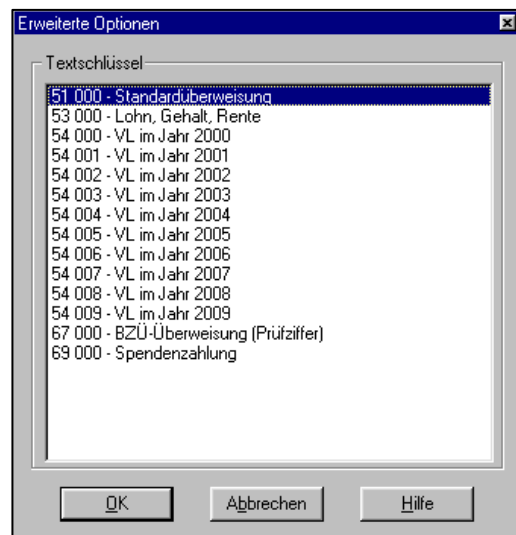 Erweiterte Optionen
Textschlüssel
51 000 - Standardüberweisung
53 000 - Lohn, Gehalt, Rente
54 000 - VL im Jahr 2000
54 001 - VL im Jahr 2001
54 002 - VL im Jahr 2002
54 003 - VL im Jahr 2003
54 004 - VL im Jahr 2004
54 005 - VL im Jahr 2005
54 006 - VL im Jahr 2006
54 007 - VL im Jahr 2007
54 008 - VL im Jahr 2008
54 009 - VL im Jahr 2009
67 000 - BZÜ-Überweisung (Prüfziffer)
69 000 - Spendenzahlung
OK Abbrechen Hilfe